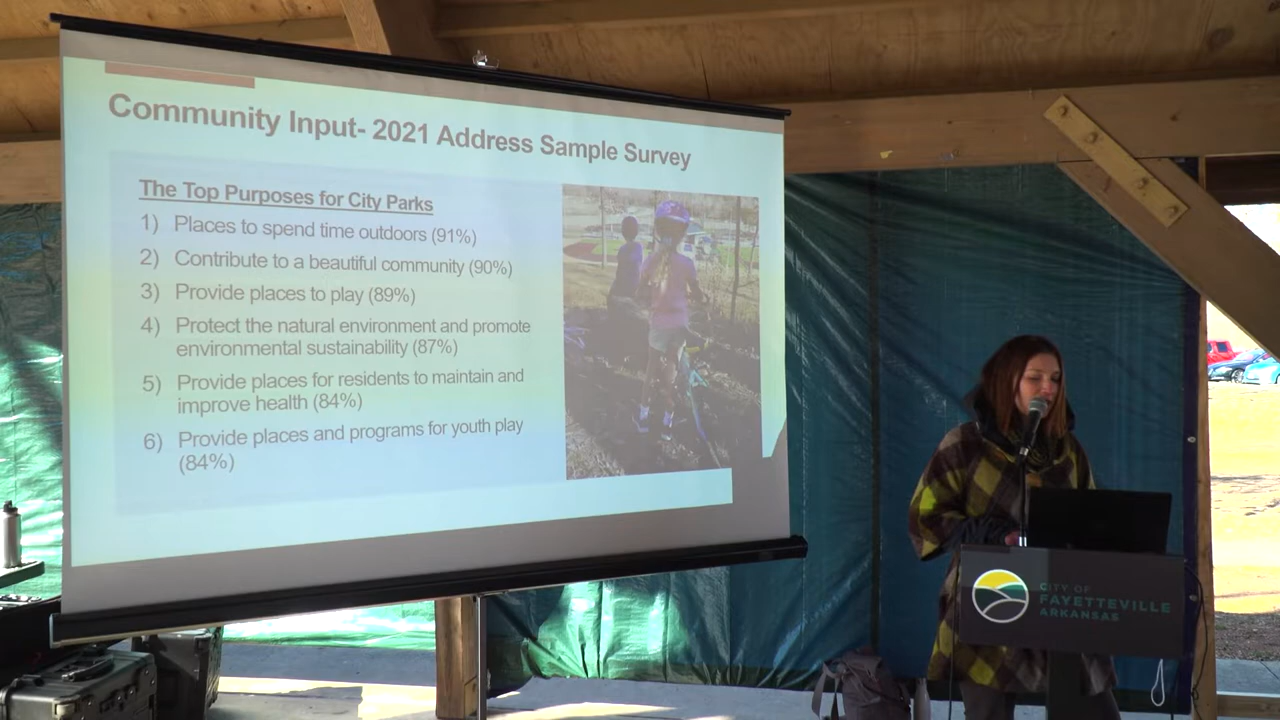 Community Input- 2021 Address Sample Survey
The Top Purposes for City Parks
1) Places to spend time outdoors (91%)
2) Contribute to a beautiful community (90%)
3) Provide places to play (89%)
4) Protect the natural environment and promote
environmental sustainability (87%)
5) Provide places for residents to maintain and
improve health (84%)
6) Provide places and programs for youth play
(84%)
CITY OF
FAYETTEVILLE
ARKANSAS